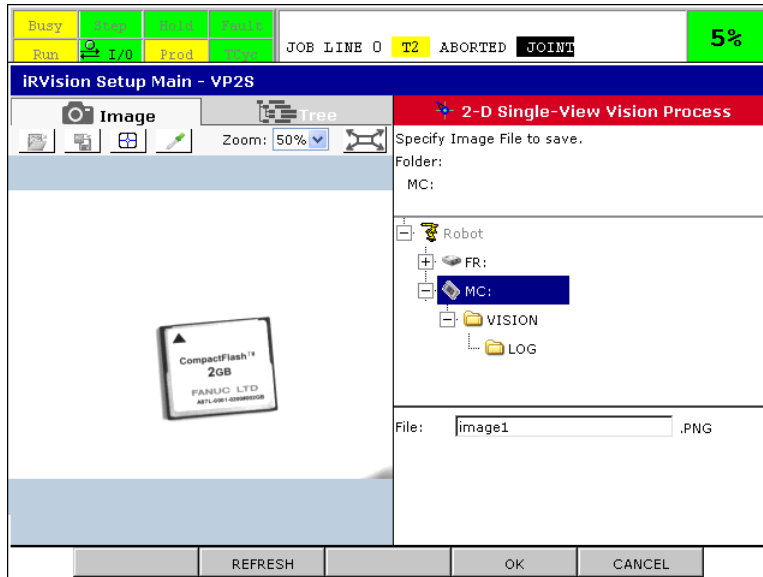 Busy Step Hold Fault
Run I/O Prod TCyc
JOB LINE 0 T2 ABORTED JOINT
5%
iRVision Setup Main - VP2S
Image
Tree
Zoom: 50%
CompactFlash™
2GB
FANUC LTD
2-D Single-View Vision Process
Specify Image File to save.
Folder:
MC:
Robot
FR:
MC:
VISION
LOG
File: image1 .PNG
REFRESH OK CANCEL